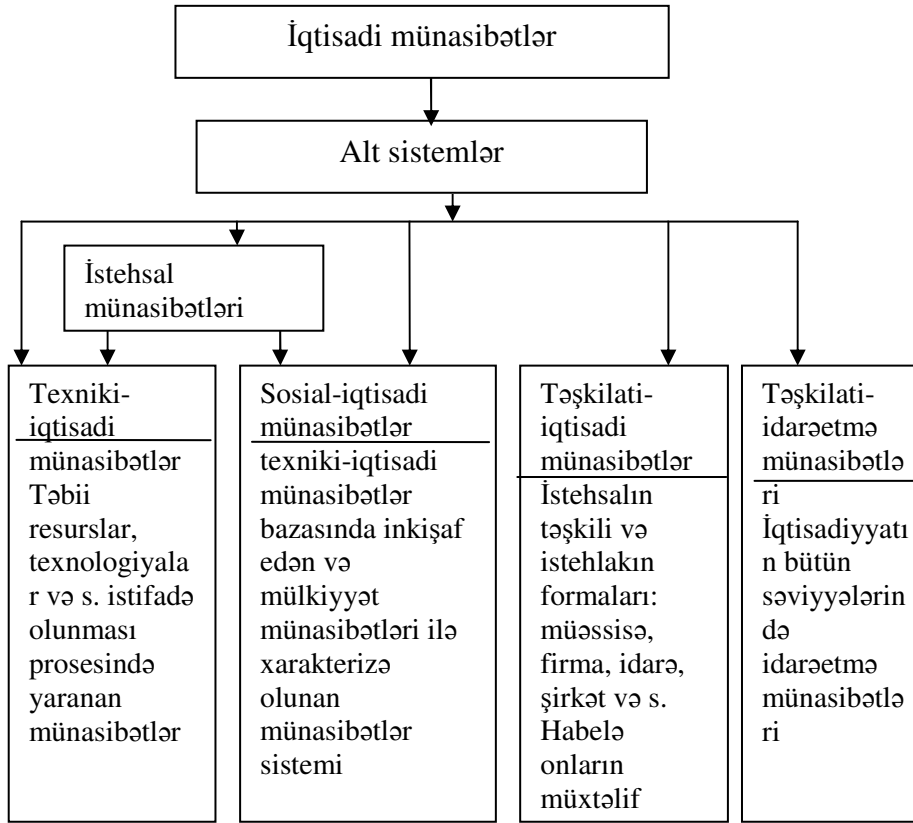 İqtisadi münasibətlər
Alt sistemlər
İstehsal
münasibətləri
Texniki-
iqtisadi
münasibətlər
Təbii
resurslar,
texnologiyala
r və s. istifadə
olunması
prosesində
yaranan
münasibətlər
Sosial-iqtisadi
münasibətlər
texniki-iqtisadi
münasibətlər
bazasında inkişaf
edən və
mülkiyyət
münasibətləri ilə
xarakterizə
olunan
münasibətlər
sistemi
Təşkilati-
iqtisadi
münasibətlər
İstehsalın
təşkili və
istehlakın
formaları:
müəssisə,
firma, idarə,
şirkət və s.
Habelə
onların
müxtəlif
Təşkilati-
idarəetmə
münasibətlə
ri
İqtisadiyyatı
n bütün
səviyyələrin
də
idarəetmə
münasibətlə
ri